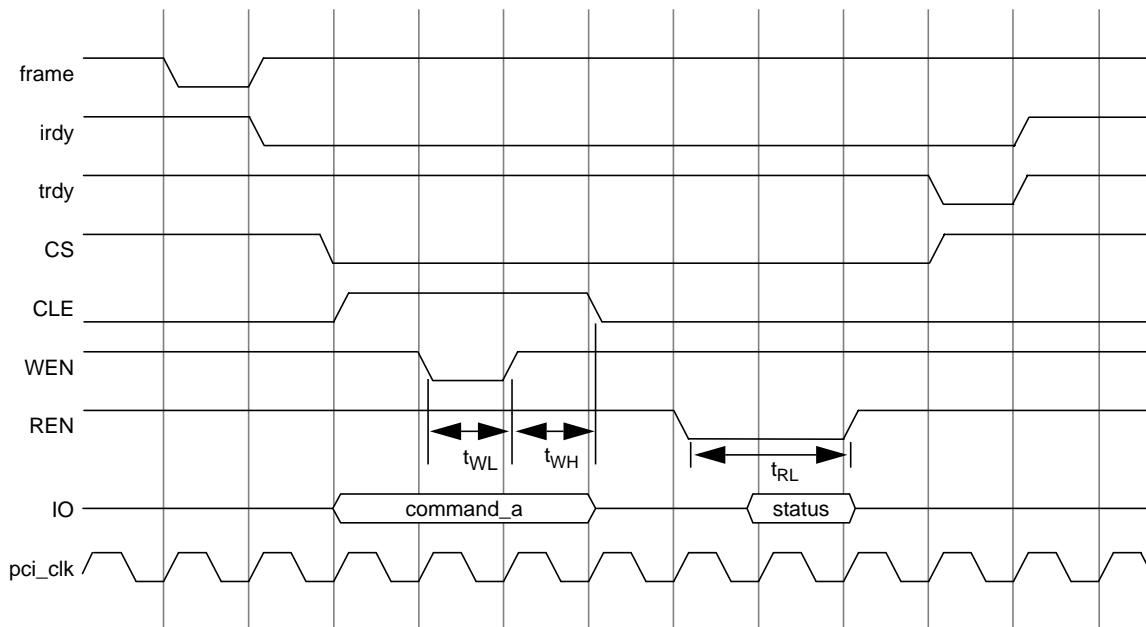 frame
irdy
trdy
CS
CLE
WEN
REN
tWL tWH tRL
IO command_a status
pci_clk